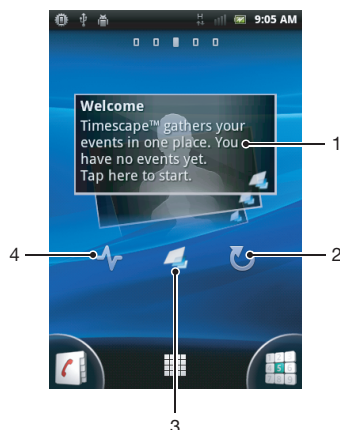 H
9:05 AM
Welcome
Timescape™ gathers your
events in one place. You
have no events yet.
Tap here to start.
1
4
2
5
3